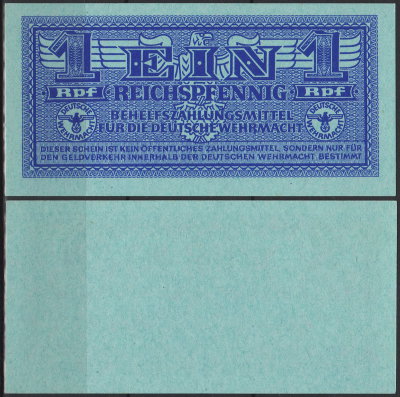 1 EIN 1
Rpf REICHSPFENNIG Rpf
BEHELFSZAHLUNGSMITTEL
FÜR DIE DEUTSCHE WEHRMACHT
DEUTSCHE WEHRMACHT
DEUTSCHE WEHRMACHT
DIESER SCHEIN IST KEIN ÖFFENTLICHES ZAHLUNGSMITTEL, SONDERN NUR FÜR
DEN GELDVERKEHR INNERHALB DER DEUTSCHEN WEHRMACHT BESTIMMT